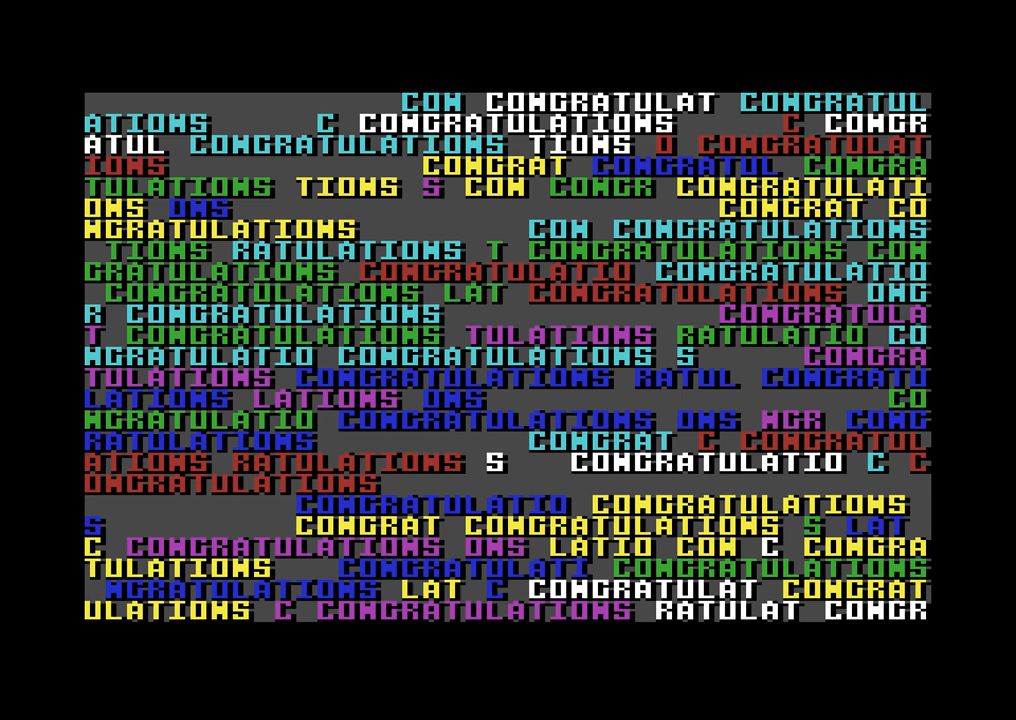 CON CONGRATULAT CONGRATUL
ATIONS C CONGRATULATIONS C CONGR
ATUL CONGRATULATIONS TIONS O CONGRATULAT
IONS CONGRAT CONGRATUL CONGRA
TULATIONS TIONS S CON CONGR CONGRATULATI
ONS ONS CONGRAT CO
NGRATULATIONS CON CONGRATULATIONS
TIONS RATULATIONS T CONGRATULATIONS CON
GRATULATIONS CONGRATULATIO CONGRATULATIO
CONGRATULATIONS LAT CONGRATULATIONS ONG
R CONGRATULATIONS CONGRATULA
T CONGRATULATIONS TULATIONS RATULATIO CO
NGRATULATIO CONGRATULATIONS S CONGRA
TULATIONS CONGRATULATIONS RATUL CONGRATU
LATIONS LATIONS ONS CO
NGRATULATIO CONGRATULATIONS ONS NGR CONG
RATULATIONS CONGRAT C CONGRATUL
ATIONS RATULATIONS S CONGRATULATIO C C
ONGRATULATIONS
CONGRATULATIO CONGRATULATIONS
S CONGRAT CONGRATULATIONS S LAT
C CONGRATULATIONS ONS LATIO CON C CONGRA
TULATIONS CONGRATULATI CONGRATULATIONS
NGRATULATIONS LAT C CONGRATULAT CONGRAT
ULATIONS C CONGRATULATIONS RATULAT CONGR